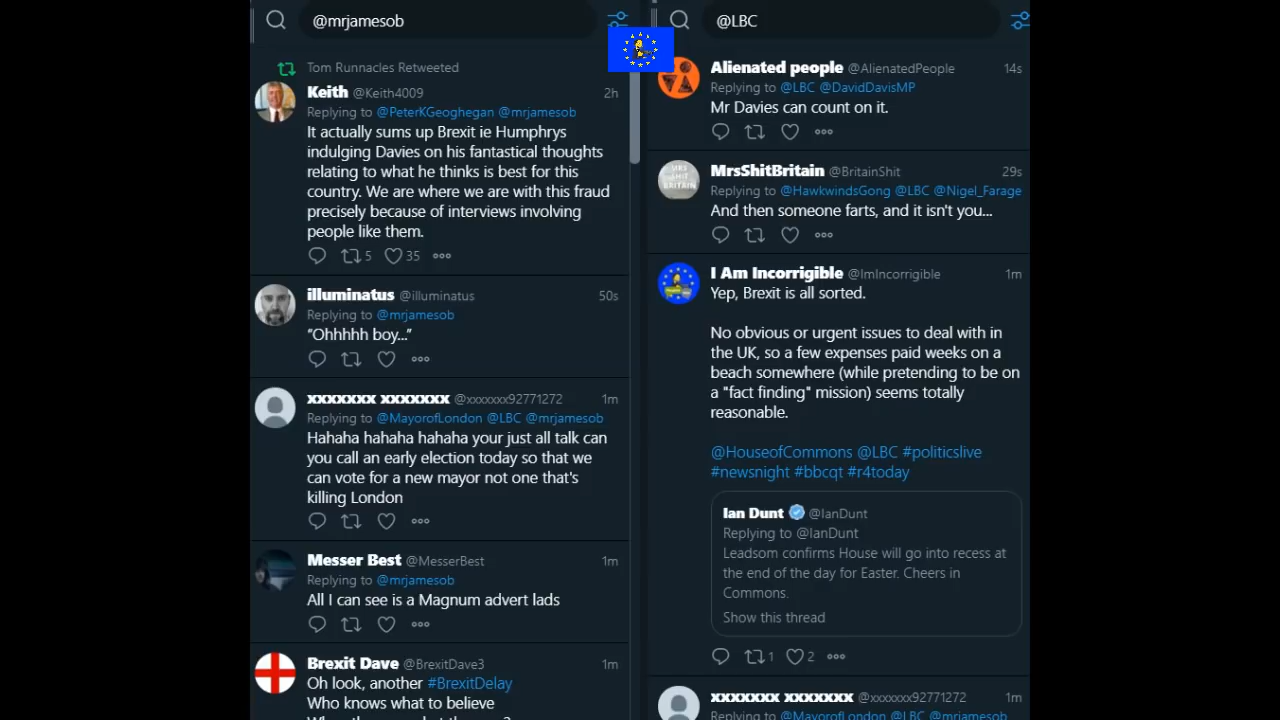 @mrjamesob
Tom Runnacles Retweeted
Keith @Keith4009 2h
Replying to @PeterKGeoghegan @mrjamesob
It actually sums up Brexit ie Humphrys
indulging Davies on his fantastical thoughts
relating to what he thinks is best for this
country. We are where we are with this fraud
precisely because of interviews involving
people like them.
5 35
illuminatus @illuminatus 50s
Replying to @mrjamesob
“Ohhhhh boy...”
xxxxxxx xxxxxxx @xxxxxxx92771272 1m
Replying to @MayorofLondon @LBC @mrjamesob
Hahaha hahaha hahaha your just all talk can
you call an early election today so that we
can vote for a new mayor not one that's
killing London
Messer Best @MesserBest 1m
Replying to @mrjamesob
All I can see is a Magnum advert lads
Brexit Dave @BrexitDave3 1m
Oh look, another #BrexitDelay
Who knows what to believe
@LBC
Alienated people @AlienatedPeople 14s
Replying to @LBC @DavidDavisMP
Mr Davies can count on it.
MrsShitBritain @BritainShit 29s
Replying to @HawkwindsGong @LBC @Nigel_Farage
And then someone farts, and it isn't you...
I Am Incorrigible @ImIncorrigible 1m
Yep, Brexit is all sorted.
No obvious or urgent issues to deal with in
the UK, so a few expenses paid weeks on a
beach somewhere (while pretending to be on
a "fact finding" mission) seems totally
reasonable.
@HouseofCommons @LBC #politicslive
#newsnight #bbcqt #r4today
Ian Dunt @IanDunt
Replying to @IanDunt
Leadsom confirms House will go into recess at
the end of the day for Easter. Cheers in
Commons.
Show this thread
1 2
xxxxxxx xxxxxxx @xxxxxxx92771272 1m
Replying to @MayorofLondon @LBC @mrjamesob